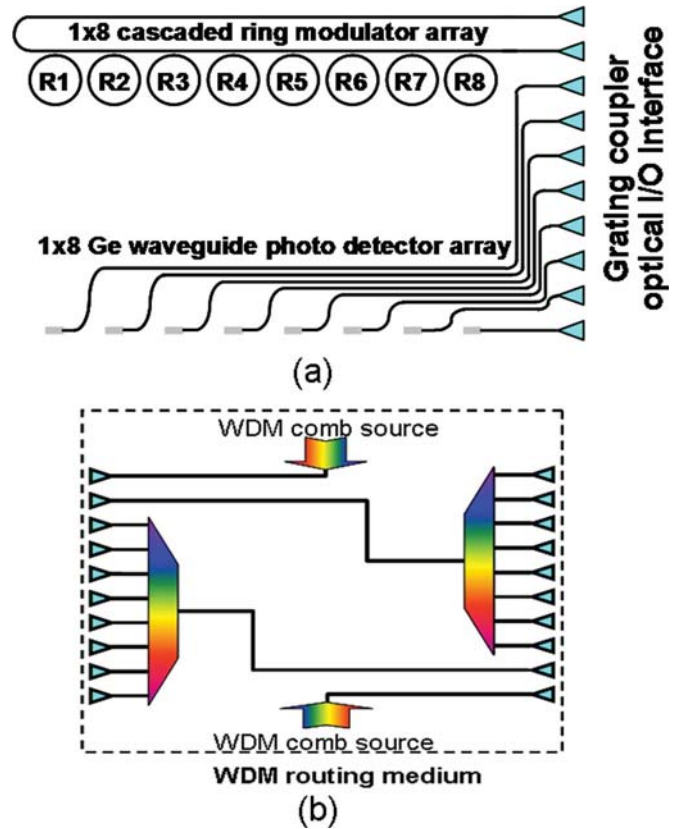 1x8 cascaded ring modulator array
R1 R2 R3 R4 R5 R6 R7 R8
Grating coupler
optical I/O Interface
1x8 Ge waveguide photo detector array
(a)
WDM comb source
WDM comb source
WDM routing medium
(b)